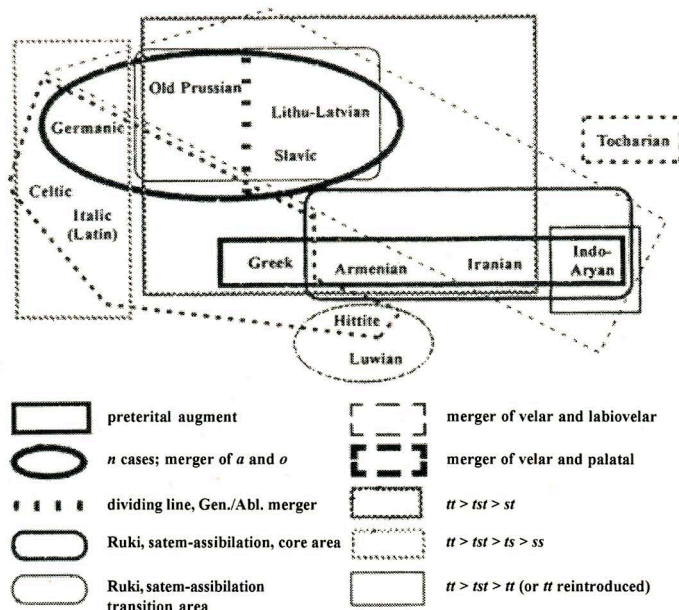 Old Prussian
Lithu-Latvian
Germanic
Slavic
Tocharian
Celtic
Italic
(Latin)
Greek
Armenian
Iranian
Indo-
Aryan
Hittite
Luwian
preterital augment
n cases; merger of a and o
dividing line, Gen./Abl. merger
Ruki, satem-assibilation, core area
Ruki, satem-assibilation
transition area
merger of velar and labiovelar
merger of velar and palatal
tt > tst > st
tt > tst > ts > ss
tt > tst > tt (or tt reintroduced)